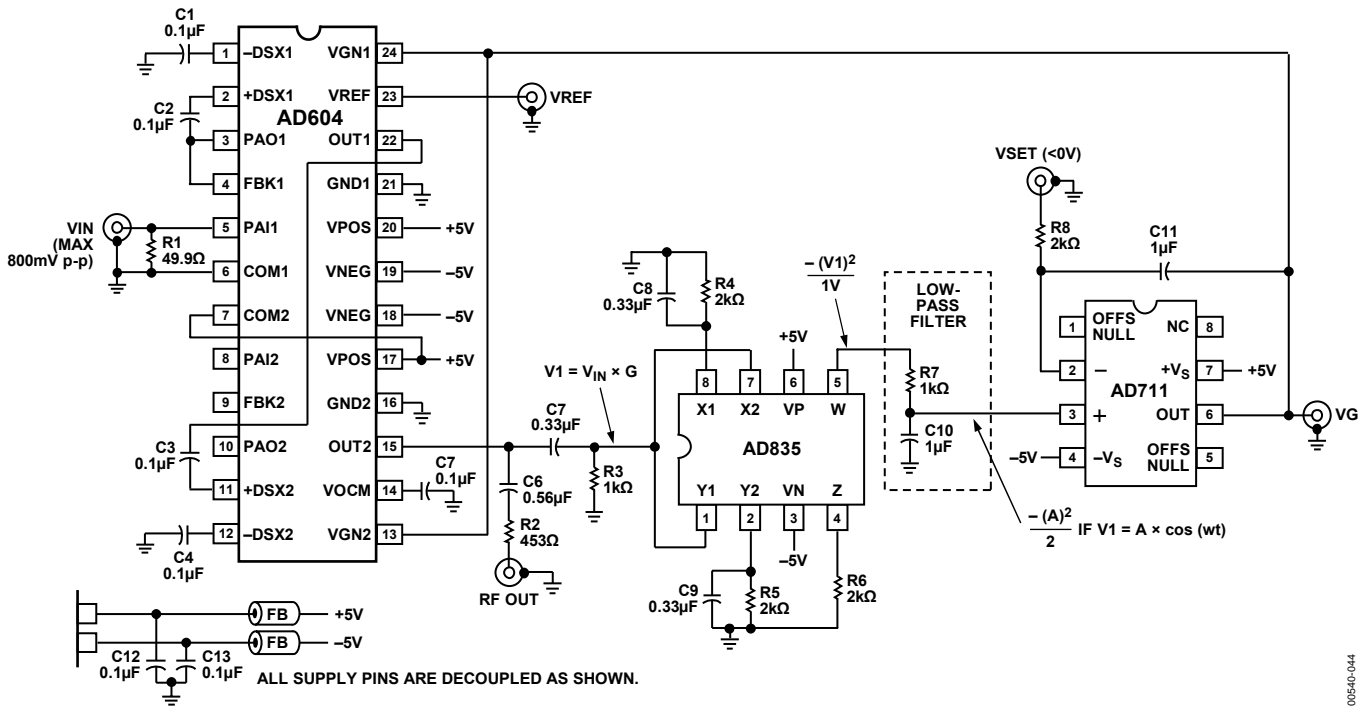 C1
0.1µF
1
–DSX1
VGN1
24
2
+DSX1
VREF
23
VREF
C2
0.1µF
AD604
3
PAO1
OUT1
22
4
FBK1
GND1
21
VIN
(MAX
800mV p-p)
R1
49.9Ω
5
PAI1
VPOS
20
+5V
6
COM1
VNEG
19
–5V
7
COM2
VNEG
18
–5V
8
PAI2
VPOS
17
+5V
9
FBK2
GND2
16
C3
0.1µF
10
PAO2
OUT2
15
11
+DSX2
VOCM
14
C7
0.1µF
C4
0.1µF
12
–DSX2
VGN2
13
C6
0.56µF
R2
453Ω
RF OUT
C7
0.33µF
V1 = VIN × G
R3
1kΩ
C8
0.33µF
R4
2kΩ
+5V
8
7
6
5
X1
X2
VP
W
AD835
Y1
Y2
VN
Z
1
2
3
4
–5V
C9
0.33µF
R5
2kΩ
R6
2kΩ
– (V1)2
1V
LOW-
PASS
FILTER
R7
1kΩ
C10
1µF
VSET (<0V)
R8
2kΩ
C11
1µF
1
OFFS
NULL
NC
8
2
–
+VS
7
+5V
AD711
3
+
OUT
6
VG
–5V
4
–VS
OFFS
NULL
5
– (A)2
2
IF V1 = A × cos (wt)
FB
+5V
FB
–5V
C12
0.1µF
C13
0.1µF
ALL SUPPLY PINS ARE DECOUPLED AS SHOWN.
00540-044